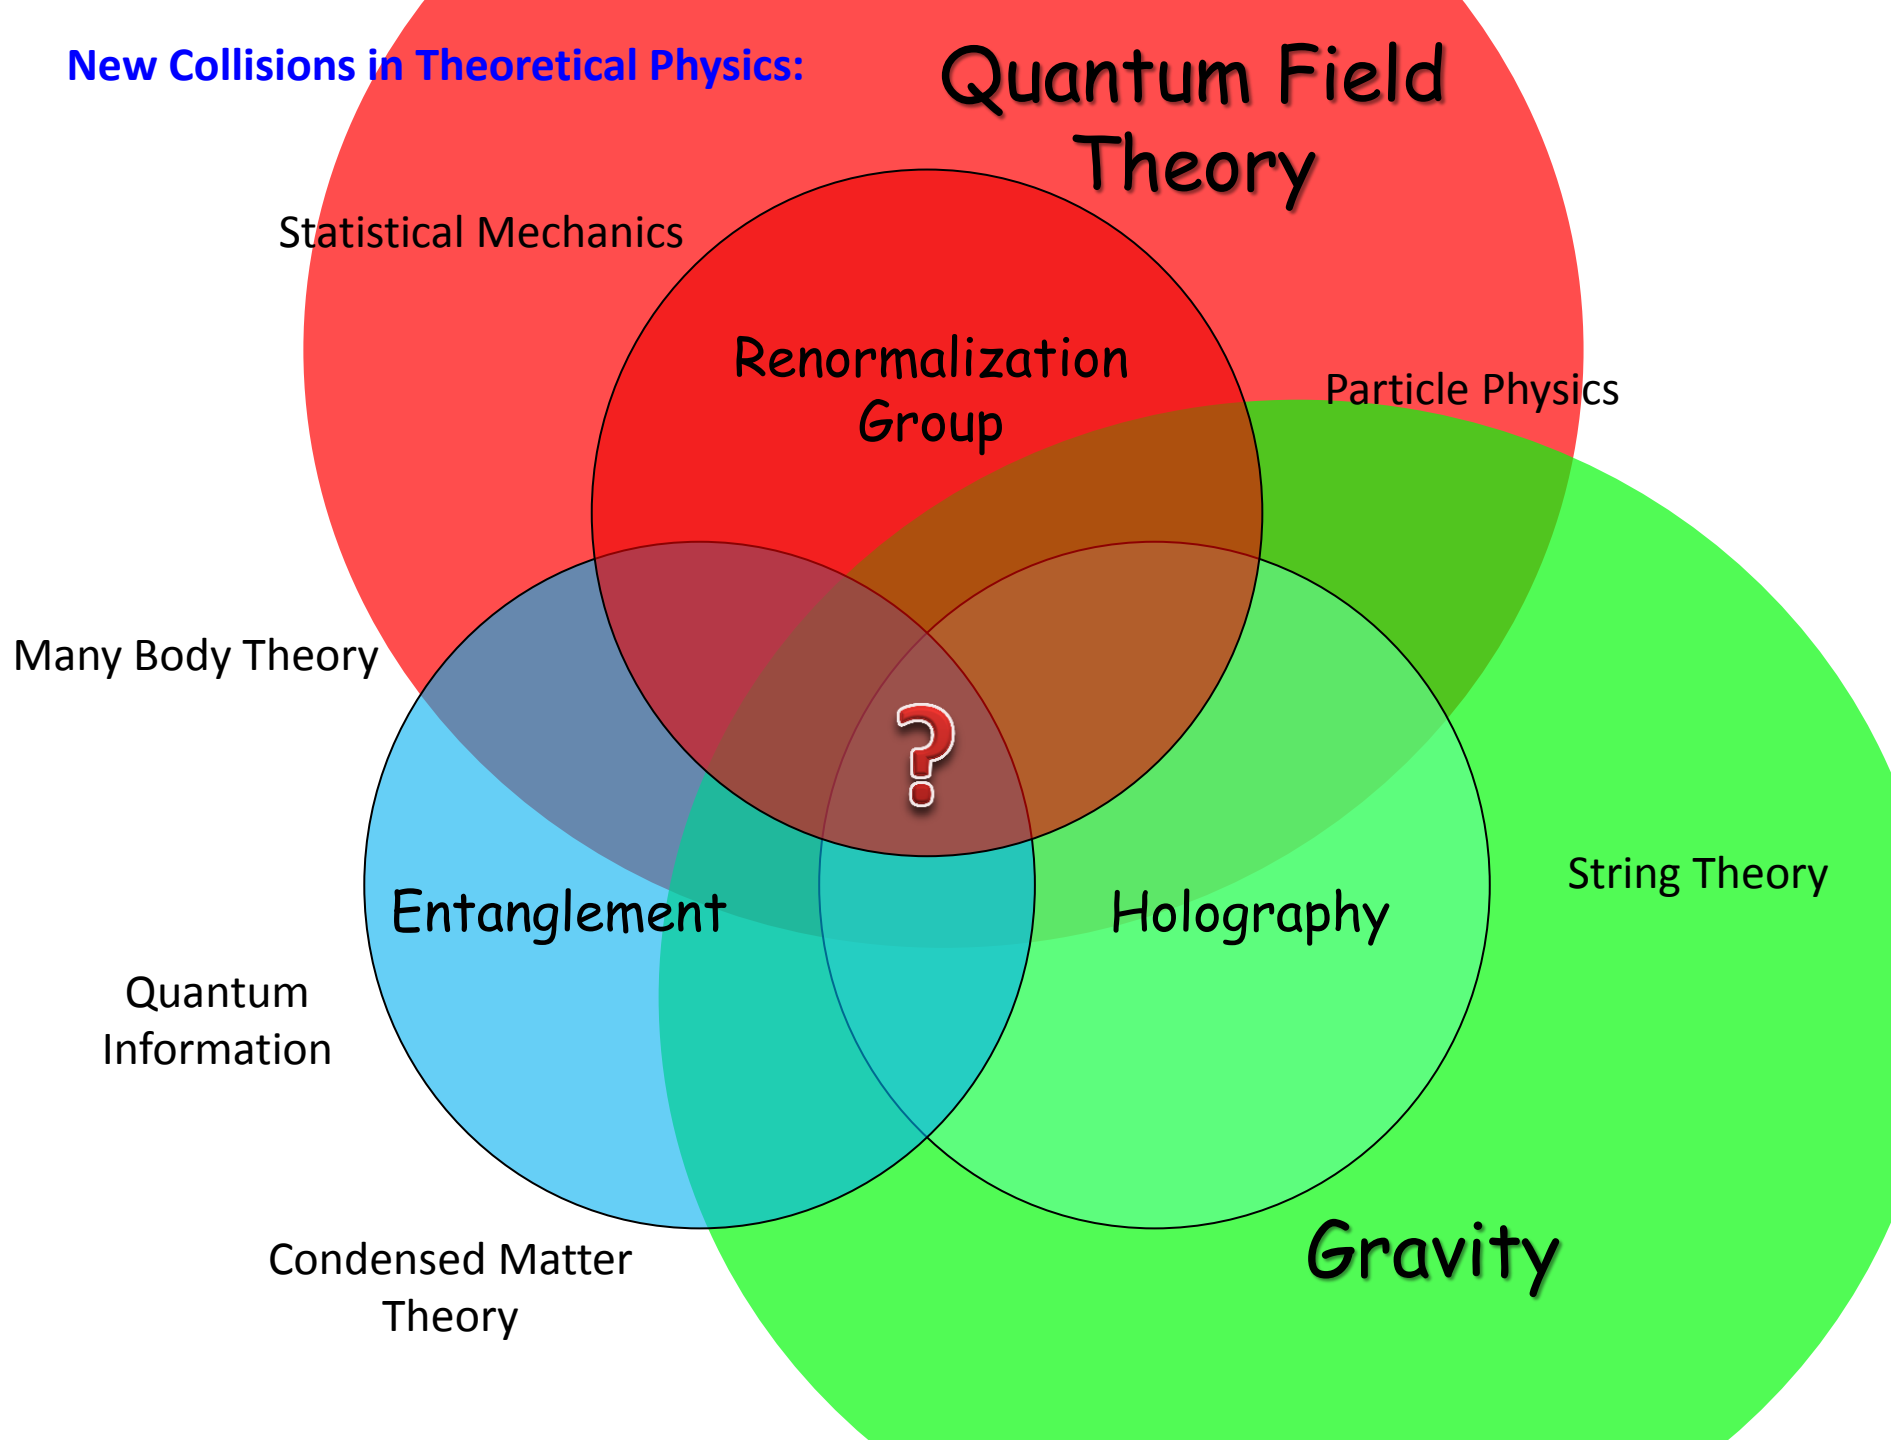 New Collisions in Theoretical Physics:
Quantum Field
Theory
Statistical Mechanics
Renormalization
Group
Particle Physics
Many Body Theory
?
Entanglement
Holography
String Theory
Quantum
Information
Gravity
Condensed Matter
Theory